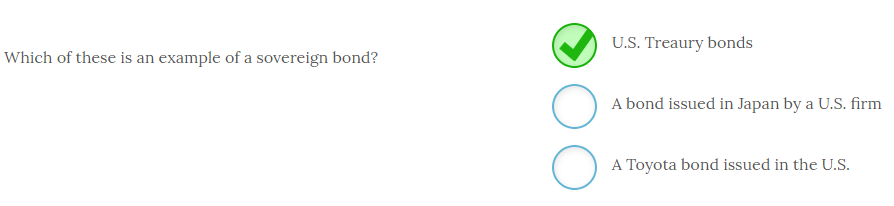 Which of these is an example of a sovereign bond?
U.S. Treaury bonds
A bond issued in Japan by a U.S. firm
A Toyota bond issued in the U.S.